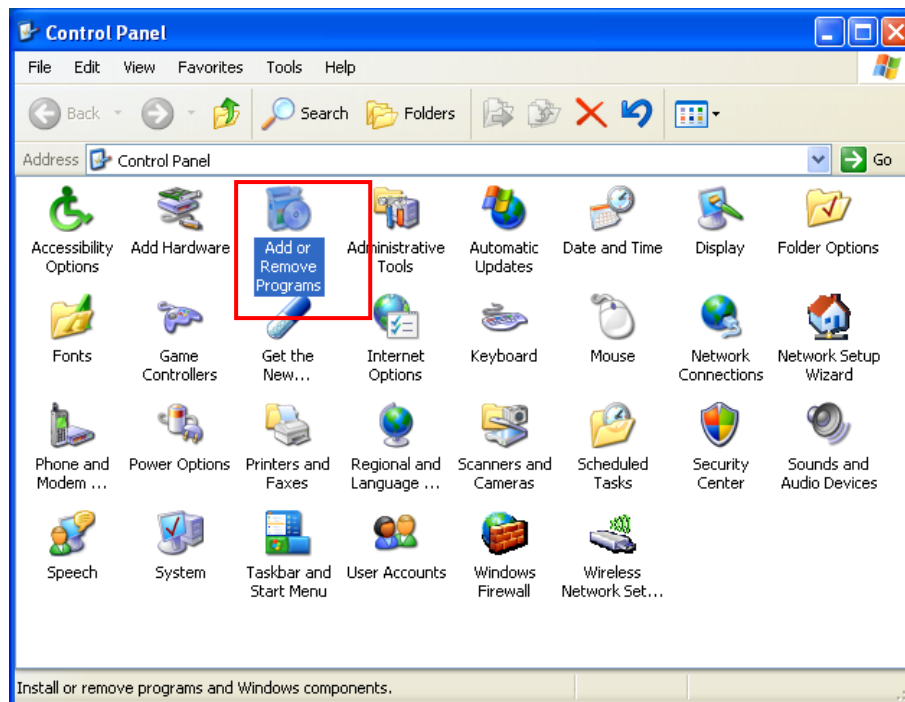 Control Panel
File Edit View Favorites Tools Help
Back Search Folders
Address Control Panel Go
Accessibility Options
Add Hardware
Add or Remove Programs
Administrative Tools
Automatic Updates
Date and Time
Display
Folder Options
Fonts
Game Controllers
Get the New...
Internet Options
Keyboard
Mouse
Network Connections
Network Setup Wizard
Phone and Modem ...
Power Options
Printers and Faxes
Regional and Language ...
Scanners and Cameras
Scheduled Tasks
Security Center
Sounds and Audio Devices
Speech
System
Taskbar and Start Menu
User Accounts
Windows Firewall
Wireless Network Set...
Install or remove programs and Windows components.